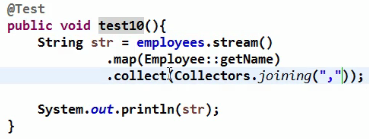 @Test
public void test10(){
String str = employees.stream()
.map(Employee::getName)
.collect(Collectors.joining(","));
System.out.println(str);
}